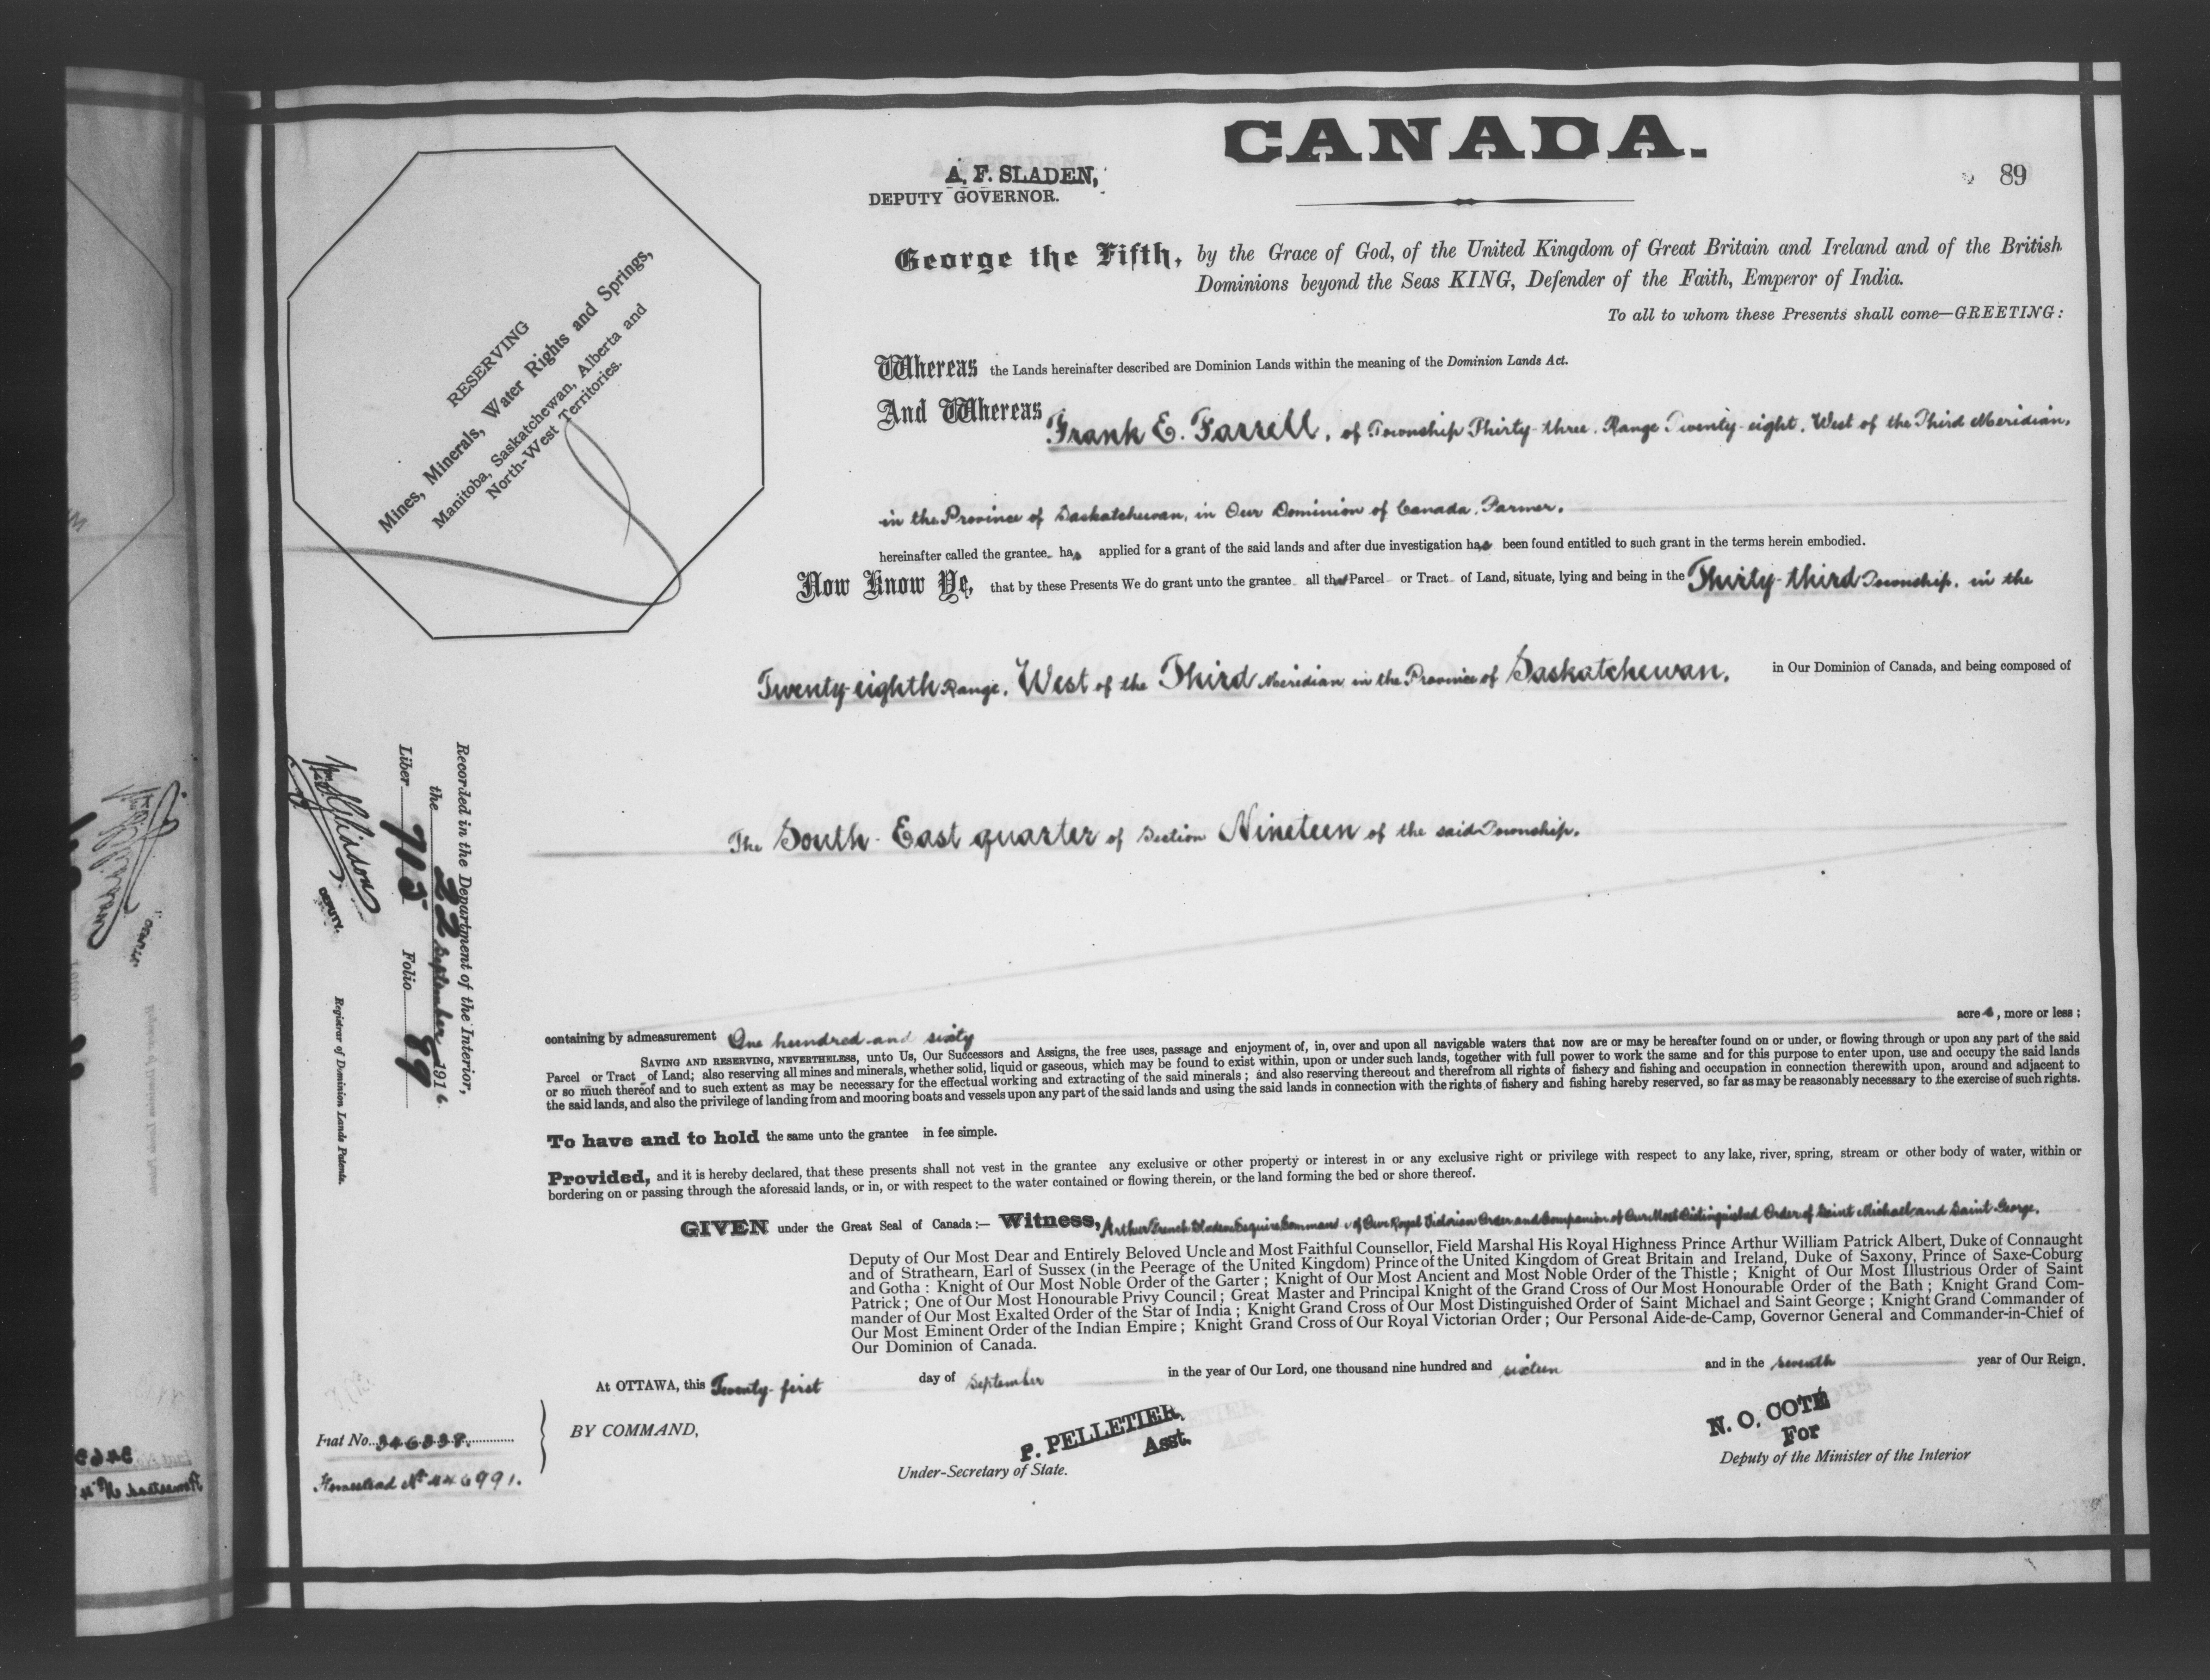 CANADA.
A. F. SLADEN,
DEPUTY GOVERNOR.
89
RESERVING
Mines, Minerals, Water Rights and Springs,
Manitoba, Saskatchewan, Alberta and
North-West Territories.
George the Fifth, by the Grace of God, of the United Kingdom of Great Britain and Ireland and of the British
Dominions beyond the Seas KING, Defender of the Faith, Emperor of India.
To all to whom these Presents shall come—GREETING:
Whereas the Lands hereinafter described are Dominion Lands within the meaning of the Dominion Lands Act.
And Whereas Frank E. Farrell, of Township Thirty-three, Range Twenty-eight, West of the Third Meridian,
in the Province of Saskatchewan, in Our Dominion of Canada, Farmer,
hereinafter called the grantee has applied for a grant of the said lands and after due investigation has been found entitled to such grant in the terms herein embodied.
Now Know Ye, that by these Presents We do grant unto the grantee all that Parcel or Tract of Land, situate, lying and being in the Thirty-third Township, in the
Twenty-eighth Range, West of the Third Meridian in the Province of Saskatchewan, in Our Dominion of Canada, and being composed of
The South-East quarter of Section Nineteen of the said Township.
containing by admeasurement One hundred and sixty acres, more or less;
SAVING AND RESERVING, NEVERTHELESS, unto Us, Our Successors and Assigns, the free uses, passage and enjoyment of, in, over and upon all navigable waters that now are or may be hereafter found on or under, or flowing through or upon any part of the said
Parcel or Tract of Land; also reserving all mines and minerals, whether solid, liquid or gaseous, which may be found to exist within, upon or under such lands, together with full power to work the same and for this purpose to enter upon, use and occupy the said lands
or so much thereof and to such extent as may be necessary for the effectual working and extracting of the said minerals; and also reserving thereout and therefrom all rights of fishery and fishing and occupation in connection therewith upon, around and adjacent to
the said lands, and also the privilege of landing from and mooring boats and vessels upon any part of the said lands and using the said lands in connection with the rights of fishery and fishing hereby reserved, so far as may be reasonably necessary to the exercise of such rights.
To have and to hold the same unto the grantee in fee simple.
Provided, and it is hereby declared, that these presents shall not vest in the grantee any exclusive or other property or interest in or any exclusive right or privilege with respect to any lake, river, spring, stream or other body of water, within or
bordering on or passing through the aforesaid lands, or in, or with respect to the water contained or flowing therein, or the land forming the bed or shore thereof.
GIVEN under the Great Seal of Canada:— Witness, Arthur French Sladen Esquire Commander of Our Royal Victorian Order and Companion of Our Most Distinguished Order of Saint Michael and Saint George,
Deputy of Our Most Dear and Entirely Beloved Uncle and Most Faithful Counsellor, Field Marshal His Royal Highness Prince Arthur William Patrick Albert, Duke of Connaught
and of Strathearn, Earl of Sussex (in the Peerage of the United Kingdom) Prince of the United Kingdom of Great Britain and Ireland, Duke of Saxony, Prince of Saxe-Coburg
and Gotha: Knight of Our Most Noble Order of the Garter; Knight of Our Most Ancient and Most Noble Order of the Thistle; Knight of Our Most Illustrious Order of Saint
Patrick; One of Our Most Honourable Privy Council; Great Master and Principal Knight of the Grand Cross of Our Most Honourable Order of the Bath; Knight Grand Com-
mander of Our Most Exalted Order of the Star of India; Knight Grand Cross of Our Most Distinguished Order of Saint Michael and Saint George; Knight Grand Commander of
Our Most Eminent Order of the Indian Empire; Knight Grand Cross of Our Royal Victorian Order; Our Personal Aide-de-Camp, Governor General and Commander-in-Chief of
Our Dominion of Canada.
At OTTAWA, this Twenty-first day of September in the year of Our Lord, one thousand nine hundred and sixteen and in the seventh year of Our Reign.
BY COMMAND,
P. PELLETIER,
Asst.
Under-Secretary of State.
N. O. COTÉ
For
Deputy of the Minister of the Interior
Fiat No. 346338.
Homestead No 446991.
Recorded in the Department of the Interior,
the 22 September 1916
Liber 715 Folio 89
DEPUTY.
Registrar of Dominion Lands Patents.